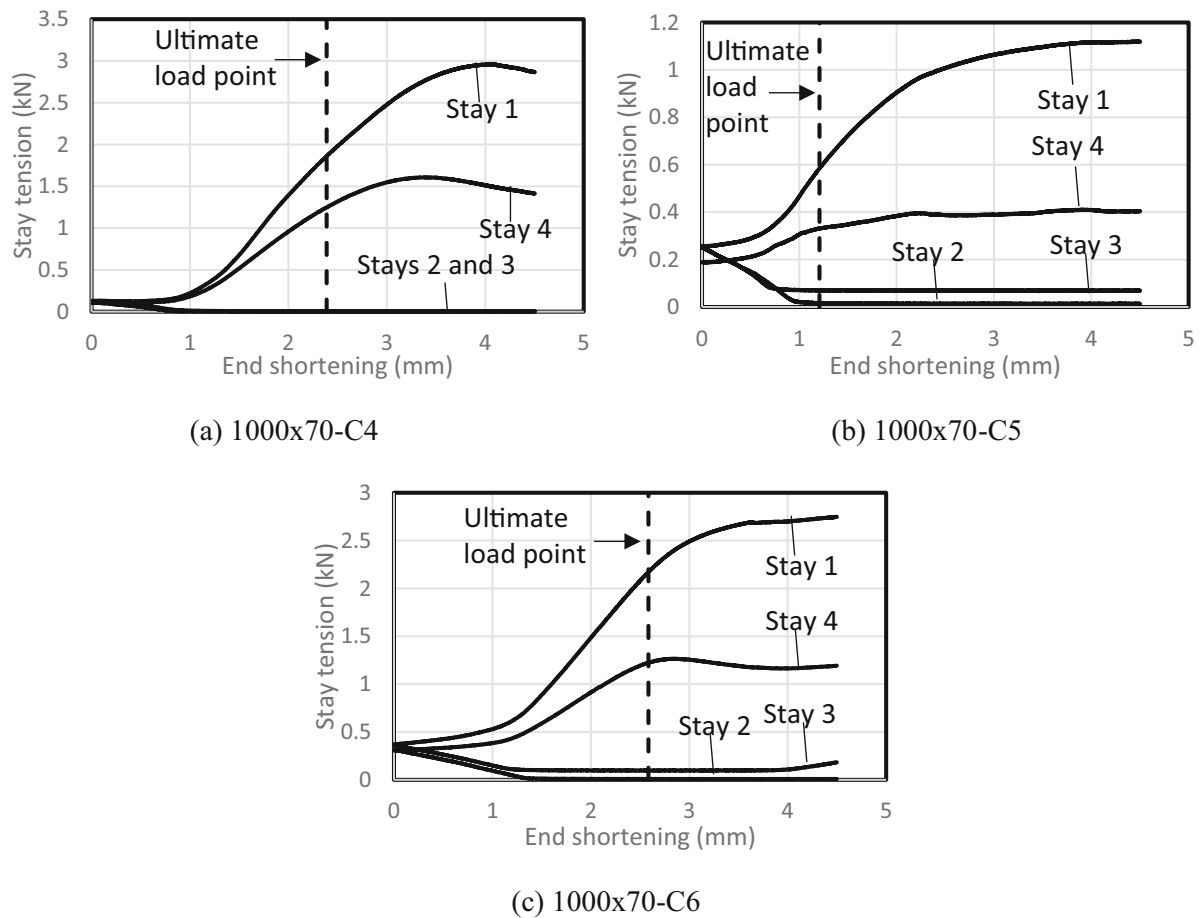 3.5
3
2.5
2
1.5
1
0.5
0
Stay tension (kN)
Ultimate
load point
Stay 1
Stay 4
Stays 2 and 3
0 1 2 3 4 5
End shortening (mm)
(a) 1000x70-C4
1.2
1
0.8
0.6
0.4
0.2
0
Stay tension (kN)
Ultimate
load
point
Stay 1
Stay 4
Stay 2
Stay 3
0 1 2 3 4 5
End shortening (mm)
(b) 1000x70-C5
3
2.5
2
1.5
1
0.5
0
Stay tension (kN)
Ultimate
load point
Stay 1
Stay 4
Stay 3
Stay 2
0 1 2 3 4 5
End shortening (mm)
(c) 1000x70-C6